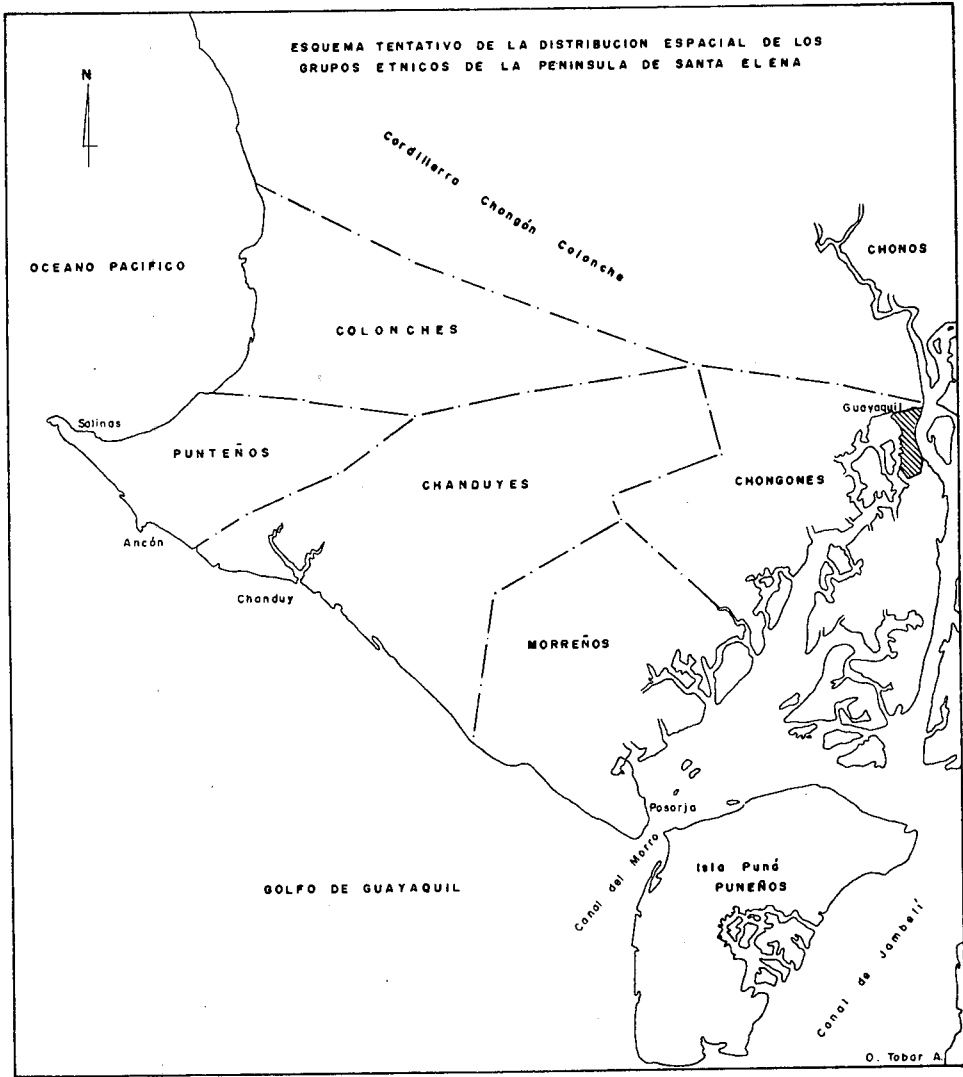 ESQUEMA TENTATIVO DE LA DISTRIBUCION ESPACIAL DE LOS
GRUPOS ETNICOS DE LA PENINSULA DE SANTA ELENA
N
Cordillerra Chongón Colonche
CHONOS
OCEANO PACIFICO
COLONCHES
Guayaquil
Salinas
PUNTEÑOS
CHANDUYES
CHONGONES
Ancón
Chanduy
MORREÑOS
Posorja
Canal del Morro
Isla Puná
PUNEÑOS
GOLFO DE GUAYAQUIL
Canal de Jambelí
O. Tobar A.